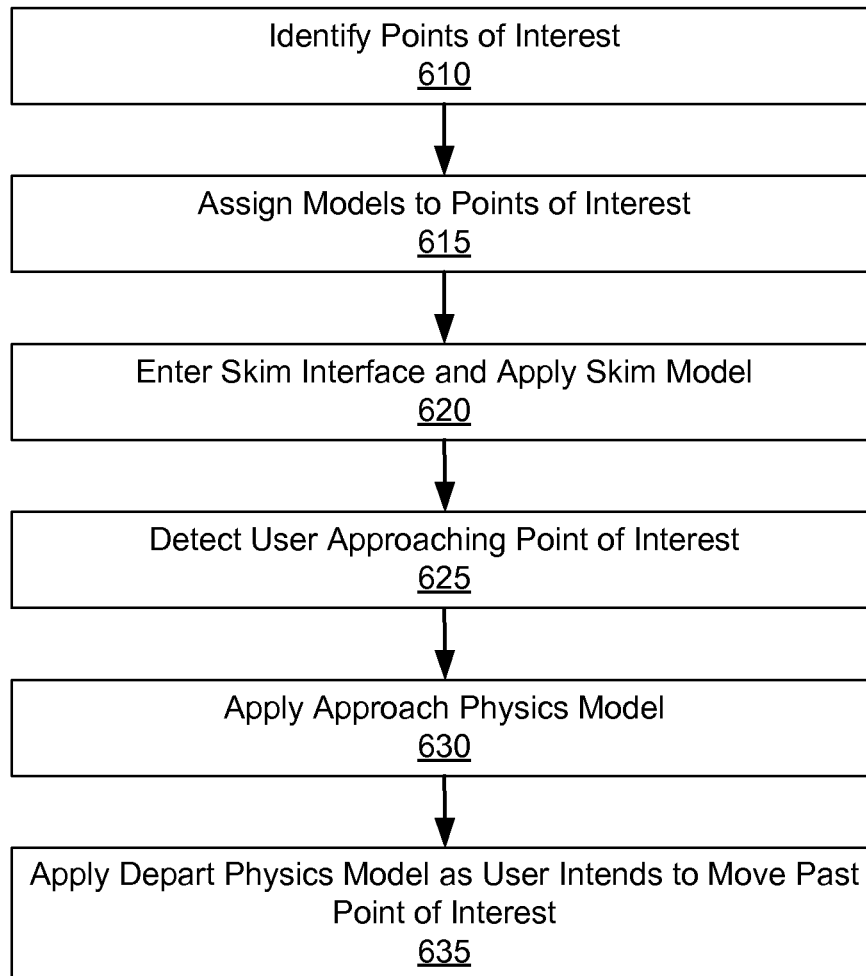 Identify Points of Interest
610
Assign Models to Points of Interest
615
Enter Skim Interface and Apply Skim Model
620
Detect User Approaching Point of Interest
625
Apply Approach Physics Model
630
Apply Depart Physics Model as User Intends to Move Past
Point of Interest
635